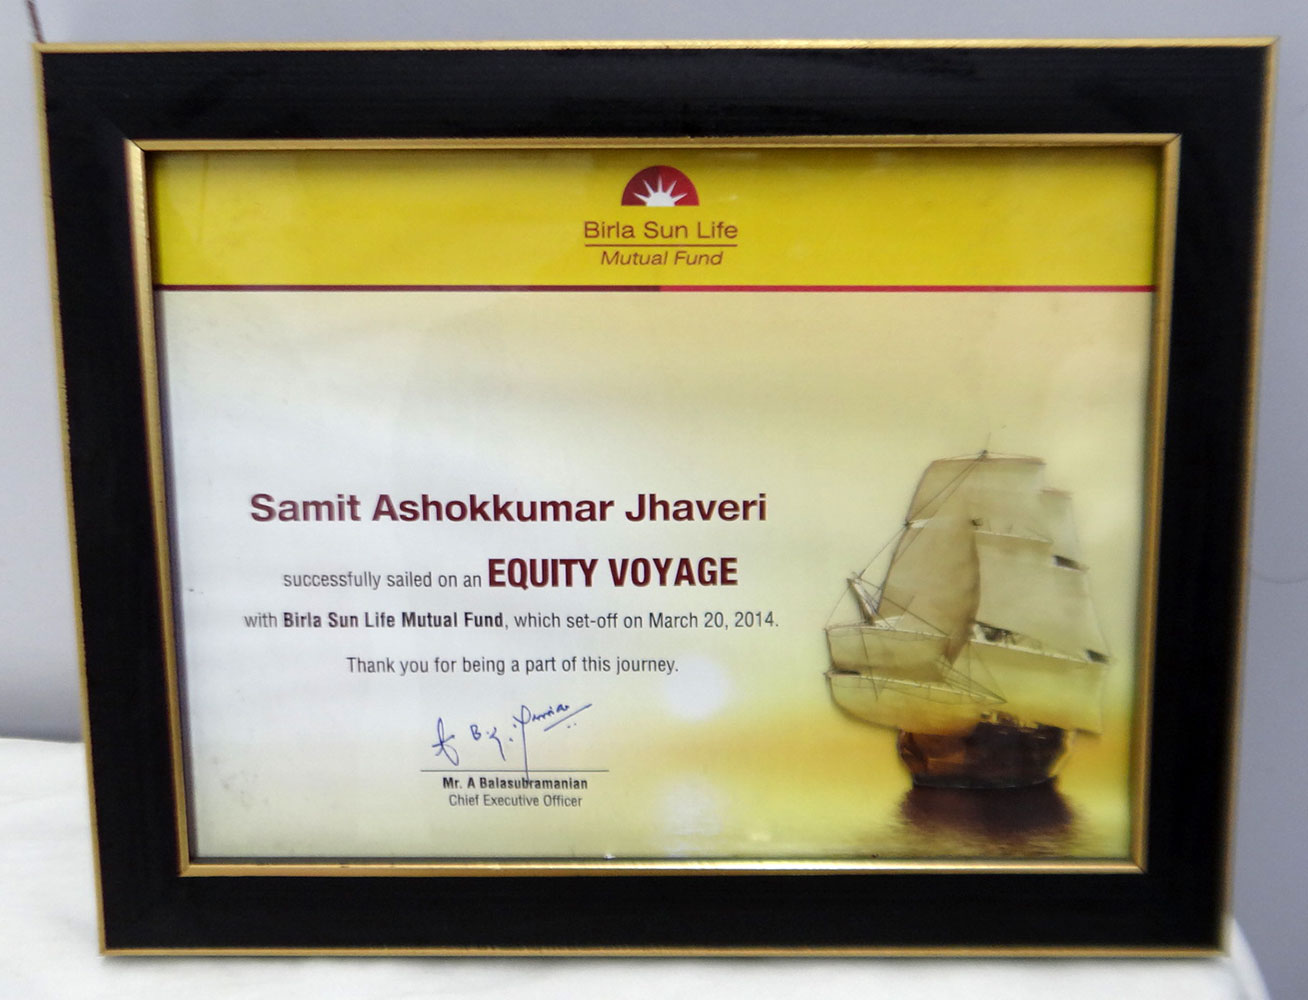 Birla Sun Life
Mutual Fund
Samit Ashokkumar Jhaveri
successfully sailed on an EQUITY VOYAGE
with Birla Sun Life Mutual Fund, which set-off on March 20, 2014.
Thank you for being a part of this journey.
Mr. A Balasubramanian
Chief Executive Officer